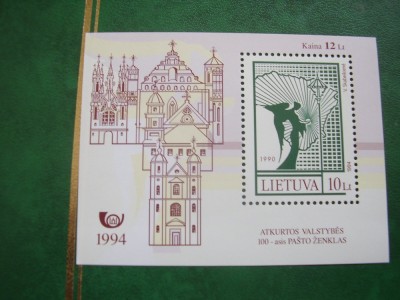 Kaina 12 Lt
1990
LIETUVA 10 Lt
1994
ATKURTOS VALSTYBĖS
100-asis PAŠTO ŽENKLAS